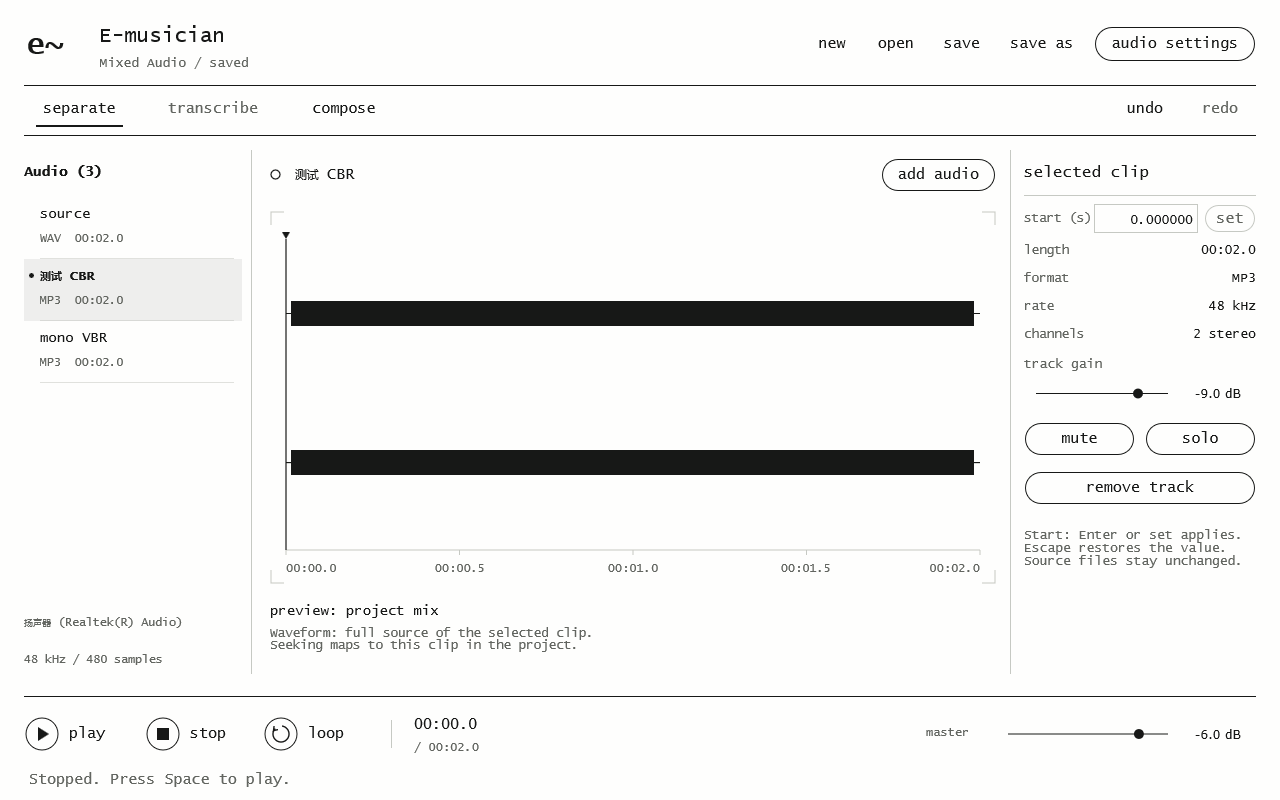 e~
E-musician
Mixed Audio / saved
new
open
save
save as
audio settings
separate
transcribe
compose
undo
redo
Audio (3)
source
WAV 00:02.0
测试 CBR
MP3 00:02.0
mono VBR
MP3 00:02.0
扬声器 (Realtek(R) Audio)
48 kHz / 480 samples
测试 CBR
add audio
00:00.0
00:00.5
00:01.0
00:01.5
00:02.0
preview: project mix
Waveform: full source of the selected clip.
Seeking maps to this clip in the project.
selected clip
start (s)
0.000000
set
length
00:02.0
format
MP3
rate
48 kHz
channels
2 stereo
track gain
-9.0 dB
mute
solo
remove track
Start: Enter or set applies.
Escape restores the value.
Source files stay unchanged.
play
stop
loop
00:00.0
/ 00:02.0
master
-6.0 dB
Stopped. Press Space to play.